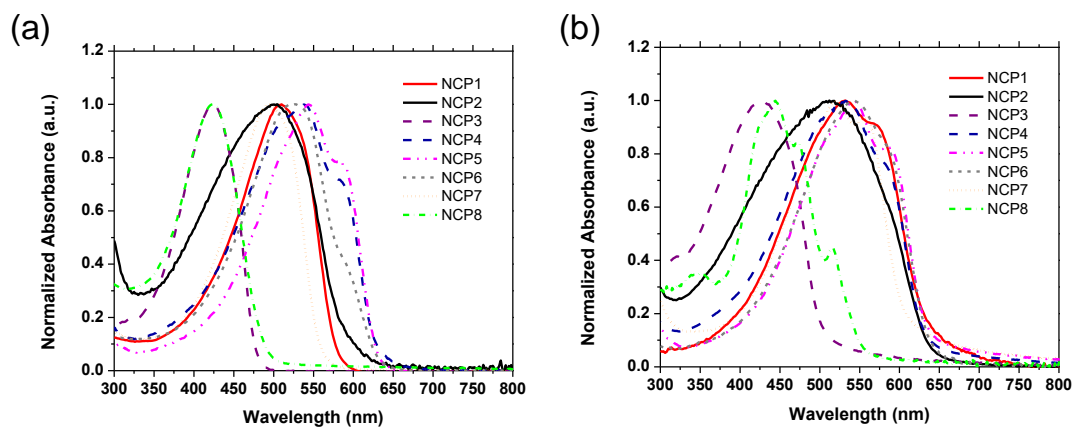 (a)
Normalized Absorbance (a.u.)
1.2
1.0
0.8
0.6
0.4
0.2
0.0
300 350 400 450 500 550 600 650 700 750 800
Wavelength (nm)
NCP1
NCP2
NCP3
NCP4
NCP5
NCP6
NCP7
NCP8
(b)
Normalized Absorbance (a.u.)
1.2
1.0
0.8
0.6
0.4
0.2
0.0
300 350 400 450 500 550 600 650 700 750 800
Wavelength (nm)
NCP1
NCP2
NCP3
NCP4
NCP5
NCP6
NCP7
NCP8